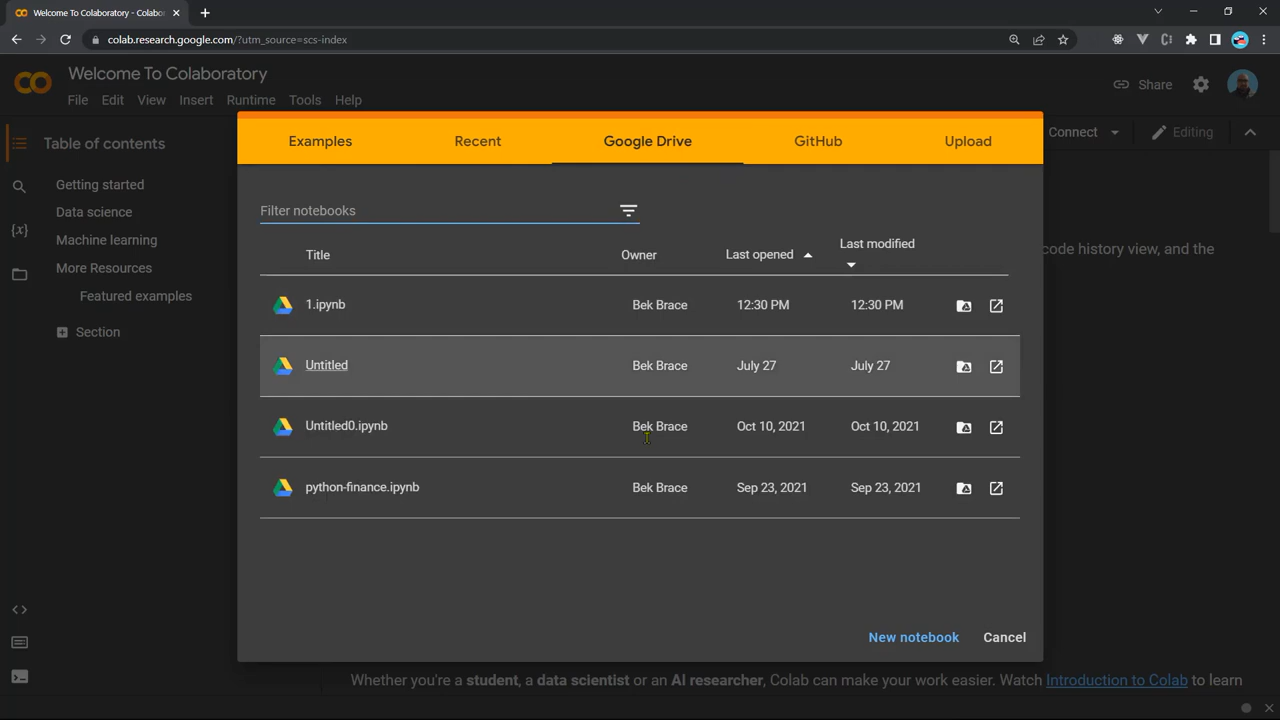 Welcome To Colaboratory - Colabo
colab.research.google.com/?utm_source=scs-index
Welcome To Colaboratory
File Edit View Insert Runtime Tools Help
Share
Table of contents
Getting started
Data science
Machine learning
More Resources
Featured examples
Section
Connect
Editing
Examples Recent Google Drive GitHub Upload
Filter notebooks
Title Owner Last opened Last modified
1.ipynb Bek Brace 12:30 PM 12:30 PM
Untitled Bek Brace July 27 July 27
Untitled0.ipynb Bek Brace Oct 10, 2021 Oct 10, 2021
python-finance.ipynb Bek Brace Sep 23, 2021 Sep 23, 2021
New notebook Cancel
code history view, and the
Whether you're a student, a data scientist or an AI researcher, Colab can make your work easier. Watch Introduction to Colab to learn